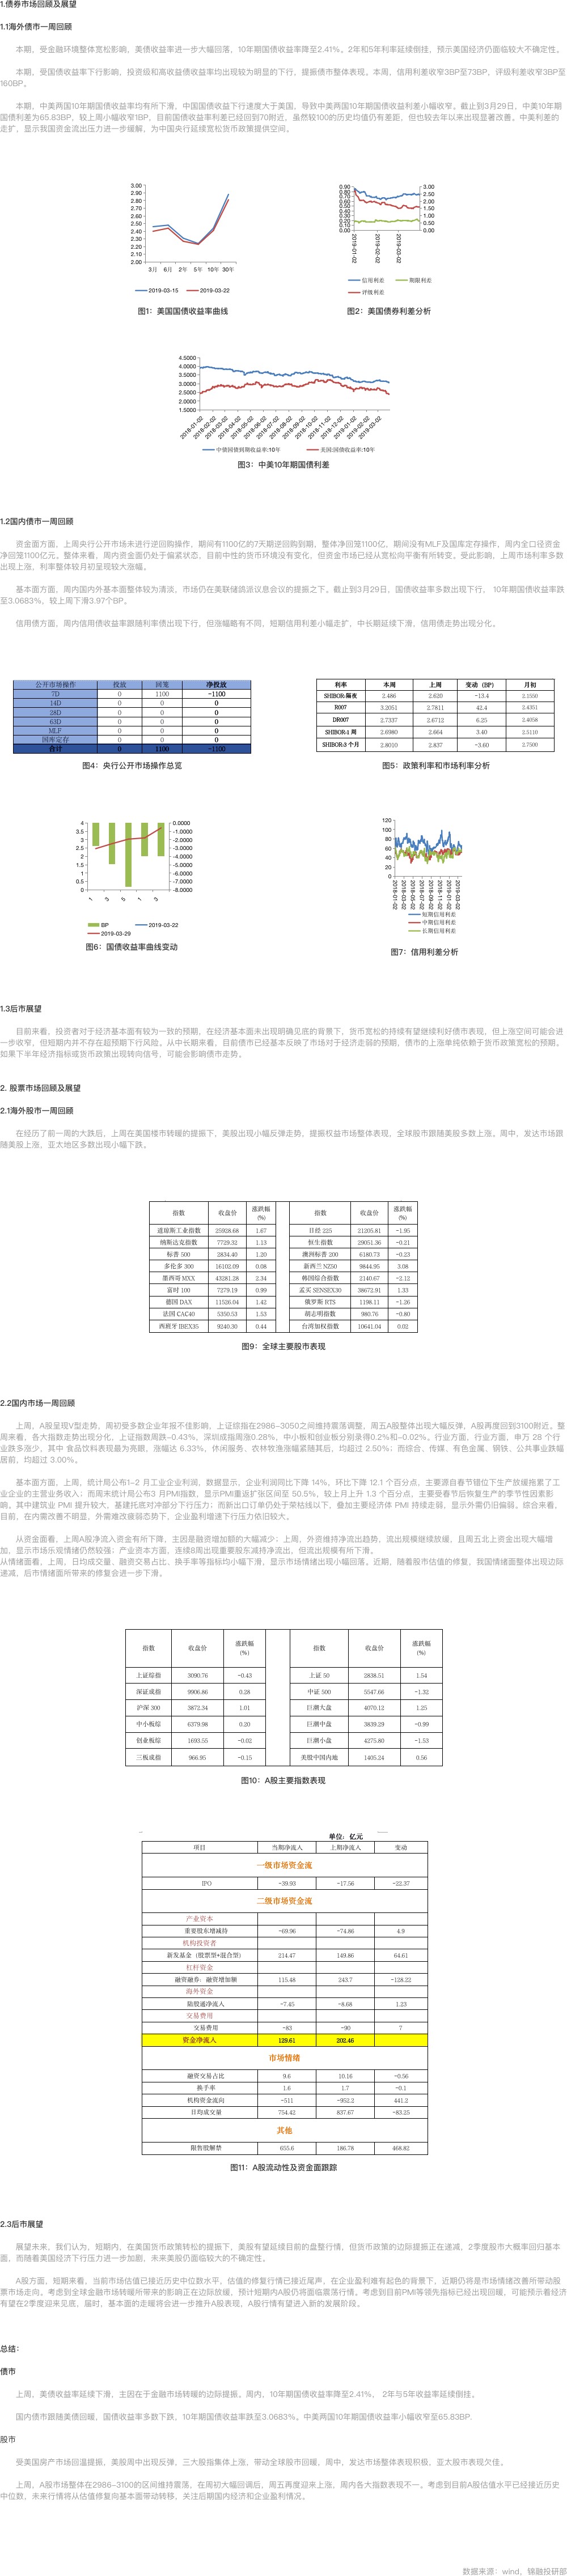 1.债券市场回顾及展望
1.1海外债市一周回顾
本期，受金融环境整体宽松影响，美债收益率进一步大幅回落，10年期国债收益率降至2.41%。2年和5年利率延续倒挂，预示美国经济仍面临较大不确定性。
本期，受国债收益率下行影响，投资级和高收益债收益率均出现较为明显的下行，提振债市整体表现。本周，信用利差收窄3BP至73BP，评级利差收窄3BP至
160BP。
本期，中美两国10年期国债收益率均有所下滑，中国国债收益下行速度大于美国，导致中美两国10年期国债收益利差小幅收窄。截止到3月29日，中美10年期
国债利差为65.83BP，较上周小幅收窄1BP，目前国债收益率利差已经回到70附近，虽然较100的历史均值仍有差距，但也较去年以来出现显著改善。中美利差的
走扩，显示我国资金流出压力进一步缓解，为中国央行延续宽松货币政策提供空间。
3.00
2.90
2.80
2.70
2.60
2.50
2.40
2.30
2.20
2.10
2.00
3月 6月 2年 5年 10年 30年
2019-03-15 2019-03-22
图1：美国国债收益率曲线
0.90
0.80
0.70
0.60
0.50
0.40
0.30
0.20
0.10
0.00
3.00
2.50
2.00
1.50
1.00
0.50
0.00
2019-01-02
2019-02-02
2019-03-02
信用利差 期限利差
评级利差
图2：美国债券利差分析
4.5000
4.0000
3.5000
3.0000
2.5000
2.0000
1.5000
2018-01-02 2018-02-02 2018-03-02 2018-04-02 2018-05-02 2018-06-02 2018-07-02 2018-08-02 2018-09-02 2018-10-02 2018-11-02 2018-12-02 2019-01-02 2019-02-02 2019-03-02
中债国债到期收益率:10年 美国:国债收益率:10年
图3：中美10年期国债利差
1.2国内债市一周回顾
资金面方面，上周央行公开市场未进行逆回购操作，期间有1100亿的7天期逆回购到期，整体净回笼1100亿，期间没有MLF及国库定存操作，周内全口径资金
净回笼1100亿元。整体来看，周内资金面仍处于偏紧状态，目前中性的货币环境没有变化，但资金市场已经从宽松向平衡有所转变。受此影响，上周市场利率多数
出现上涨，利率整体较月初呈现较大涨幅。
基本面方面，周内国内外基本面整体较为清淡，市场仍在美联储鸽派议息会议的提振之下。截止到3月29日，国债收益率多数出现下行， 10年期国债收益率跌
至3.0683%，较上周下滑3.97个BP。
信用债方面，周内信用债收益率跟随利率债出现下行，但涨幅略有不同，短期信用利差小幅走扩，中长期延续下滑，信用债走势出现分化。
公开市场操作 投放 回笼 净投放
7D 0 1100 -1100
14D 0 0 0
28D 0 0 0
63D 0 0 0
MLF 0 0 0
国库定存 0 0 0
合计 0 1100 -1100
图4：央行公开市场操作总览
利率 本周 上周 变动（BP） 月初
SHIBOR-隔夜 2.486 2.620 -13.4 2.1550
R007 3.2051 2.7811 42.4 2.4351
DR007 2.7337 2.6712 6.25 2.4058
SHIBOR-1 周 2.6980 2.664 3.40 2.5110
SHIBOR-3 个月 2.8010 2.837 -3.60 2.7500
图5：政策利率和市场利率分析
4
3.5
3
2.5
2
1.5
1
0.5
0
0.0000
-1.0000
-2.0000
-3.0000
-4.0000
-5.0000
-6.0000
-7.0000
-8.0000
1 3 5 1 3
BP 2019-03-22
2019-03-29
图6：国债收益率曲线变动
120
100
80
60
40
20
0
2018-01-02 2018-03-02 2018-05-02 2018-07-02 2018-09-02 2018-11-02 2019-01-02 2019-03-02
短期信用利差
中期信用利差
长期信用利差
图7：信用利差分析
1.3后市展望
目前来看，投资者对于经济基本面有较为一致的预期，在经济基本面未出现明确见底的背景下，货币宽松的持续有望继续利好债市表现，但上涨空间可能会进
一步收窄，但短期内并不存在超预期下行风险。从中长期来看，目前债市已经基本反映了市场对于经济走弱的预期，债市的上涨单纯依赖于货币政策宽松的预期。
如果下半年经济指标或货币政策出现转向信号，可能会影响债市走势。
2. 股票市场回顾及展望
2.1海外股市一周回顾
在经历了前一周的大跌后，上周在美国楼市转暖的提振下，美股出现小幅反弹走势，提振权益市场整体表现。全球股市跟随美股多数上涨。周中，发达市场跟
随美股上涨，亚太地区多数出现小幅下跌。
指数 收盘价 涨跌幅（%） 指数 收盘价 涨跌幅（%）
道琼斯工业指数 25928.68 1.67 日经 225 21205.81 -1.95
纳斯达克指数 7729.32 1.13 恒生指数 29051.36 -0.21
标普 500 2834.40 1.20 澳洲标普 200 6180.73 -0.23
多伦多 300 16102.09 0.08 新西兰 NZ50 9844.95 3.08
墨西哥 MXX 43281.28 2.34 韩国综合指数 2140.67 -2.12
富时 100 7279.19 0.99 孟买 SENSEX30 38672.91 1.33
德国 DAX 11526.04 1.42 俄罗斯 RTS 1198.11 -1.26
法国 CAC40 5350.53 1.53 胡志明指数 980.76 -0.80
西班牙 IBEX35 9240.30 0.44 台湾加权指数 10641.04 0.02
图9：全球主要股市表现
2.2国内市场一周回顾
上周，A股呈现V型走势，周初受多数企业年报不佳影响，上证综指在2986-3050之间维持震荡调整，周五A股整体出现大幅反弹，A股再度回到3100附近。整
周来看，各大指数走势出现分化，上证指数周跌-0.43%，深圳成指周涨0.28%，中小板和创业板分别录得0.2%和-0.02%。行业方面，行业方面，申万 28 个行
业跌多涨少，其中 食品饮料表现最为亮眼，涨幅达 6.33%，休闲服务、农林牧渔涨幅紧随其后，均超过 2.50%；而综合、传媒、有色金属、钢铁、公共事业跌幅
居前，均超过 3.00%。
基本面方面，上周，统计局公布1-2 月工业企业利润，数据显示，企业利润同比下降 14%，环比下降 12.1 个百分点，主要源自春节错位下生产放缓拖累了工
业企业的主营业务收入；而周末统计局公布3 月PMI指数，显示PMI重返扩张区间至 50.5%，较上月上升 1.3 个百分点，主要受春节后恢复生产的季节性因素影
响，其中建筑业 PMI 提升较大，基建托底对冲部分下行压力；而新出口订单仍处于荣枯线以下，叠加主要经济体 PMI 持续走弱，显示外需仍旧偏弱，综合来看，
目前，在内需改善不明显，外需难改疲弱态势下，企业盈利增速下行压力依旧较大。
从资金面看，上周A股净流入资金有所下降，主因是融资增加额的大幅减少；上周，外资维持净流出趋势，流出规模继续放缓，且周五北上资金出现大幅增
加，显示市场乐观情绪仍然较强；产业资本方面，连续8周出现重要股东减持净流出，但流出规模有所下滑。
从情绪面看，上周，日均成交量、融资交易占比、换手率等指标均小幅下滑，显示市场情绪出现小幅回落。近期，随着股市估值的修复，我国情绪面整体出现边际
递减，后市情绪面所带来的修复会进一步下滑。
指数 收盘价 涨跌幅（%） 指数 收盘价 涨跌幅（%）
上证综指 3090.76 -0.43 上证 50 2838.51 1.54
深证成指 9906.86 0.28 中证 500 5547.66 -1.32
沪深 300 3872.34 1.01 巨潮大盘 4070.12 1.25
中小板综 6379.98 0.20 巨潮中盘 3839.29 -0.99
创业板综 1693.55 -0.02 巨潮小盘 4275.80 -1.53
三板成指 966.95 -0.15 美股中国内地 1405.24 0.56
图10：A股主要指数表现
单位：亿元
项目 当期净流入 上期净流入 变动
一级市场资金流
IPO -39.93 -17.56 -22.37
二级市场资金流
产业资本
重要股东增减持 -69.96 -74.86 4.9
机构投资者
新发基金（股票型+混合型） 214.47 149.86 64.61
杠杆资金
融资融券：融资增加额 115.48 243.7 -128.22
海外资金
陆股通净流入 -7.45 -8.68 1.23
交易费用
交易费用 -83 -90 7
资金净流入 129.61 202.46
市场情绪
融资交易占比 9.6 10.16 -0.56
换手率 1.6 1.7 -0.1
机构资金流向 -511 -952.2 441.2
日均成交量 754.42 837.67 -83.25
其他
限售股解禁 655.6 186.78 468.82
图11：A股流动性及资金面跟踪
2.3后市展望
展望未来，我们认为，短期内，在美国货币政策转松的提振下，美股有望延续目前的盘整行情，但货币政策的边际提振正在递减，2季度股市大概率回归基本
面，而随着美国经济下行压力进一步加剧，未来美股仍面临较大的不确定性。
A股方面，短期来看，当前市场估值已接近历史中位数水平，估值的修复行情已接近尾声，在企业盈利难有起色的背景下，近期仍将是市场情绪改善所带动股
票市场走向。考虑到全球金融市场转暖所带来的影响正在边际放缓，预计短期内A股仍将面临震荡行情。考虑到目前PMI等领先指标已经出现回暖，可能预示着经济
有望在2季度迎来见底，届时，基本面的走暖将会进一步推升A股表现，A股行情有望进入新的发展阶段。
总结：
债市
上周，美债收益率延续下滑，主因在于金融市场转暖的边际提振。周内，10年期国债收益率降至2.41%， 2年与5年收益率延续倒挂。
国内债市跟随美债回暖，国债收益率多数下跌，10年期国债收益率跌至3.0683%。中美两国10年期国债收益率小幅收窄至65.83BP.
股市
受美国房产市场回温提振，美股周中出现反弹，三大股指集体上涨，带动全球股市回暖。周中，发达市场整体表现积极，亚太股市表现欠佳。
上周，A股市场整体在2986-3100的区间维持震荡，在周初大幅回调后，周五再度迎来上涨，周内各大指数表现不一。考虑到目前A股估值水平已经接近历史
中位数，未来行情将从估值修复向基本面带动转移，关注后期国内经济和企业盈利情况。
数据来源：wind，锦融投研部